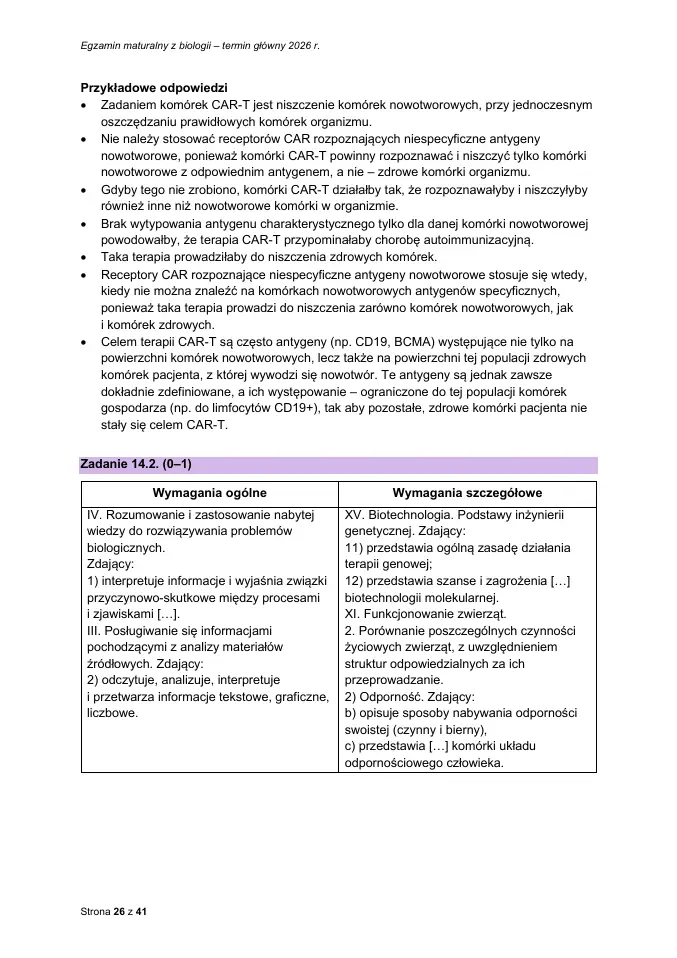 Egzamin maturalny z biologii – termin główny 2026 r.
Przykładowe odpowiedzi
• Zadaniem komórek CAR-T jest niszczenie komórek nowotworowych, przy jednoczesnym
oszczędzaniu prawidłowych komórek organizmu.
• Nie należy stosować receptorów CAR rozpoznających niespecyficzne antygeny
nowotworowe, ponieważ komórki CAR-T powinny rozpoznawać i niszczyć tylko komórki
nowotworowe z odpowiednim antygenem, a nie – zdrowe komórki organizmu.
• Gdyby tego nie zrobiono, komórki CAR-T działałby tak, że rozpoznawałyby i niszczyłyby
również inne niż nowotworowe komórki w organizmie.
• Brak wytypowania antygenu charakterystycznego tylko dla danej komórki nowotworowej
powodowałby, że terapia CAR-T przypominałaby chorobę autoimmunizacyjną.
• Taka terapia prowadziłaby do niszczenia zdrowych komórek.
• Receptory CAR rozpoznające niespecyficzne antygeny nowotworowe stosuje się wtedy,
kiedy nie można znaleźć na komórkach nowotworowych antygenów specyficznych,
ponieważ taka terapia prowadzi do niszczenia zarówno komórek nowotworowych, jak
i komórek zdrowych.
• Celem terapii CAR-T są często antygeny (np. CD19, BCMA) występujące nie tylko na
powierzchni komórek nowotworowych, lecz także na powierzchni tej populacji zdrowych
komórek pacjenta, z której wywodzi się nowotwór. Te antygeny są jednak zawsze
dokładnie zdefiniowane, a ich występowanie – ograniczone do tej populacji komórek
gospodarza (np. do limfocytów CD19+), tak aby pozostałe, zdrowe komórki pacjenta nie
stały się celem CAR-T.
Zadanie 14.2. (0–1)
Wymagania ogólne
IV. Rozumowanie i zastosowanie nabytej
wiedzy do rozwiązywania problemów
biologicznych.
Zdający:
1) interpretuje informacje i wyjaśnia związki
przyczynowo-skutkowe między procesami
i zjawiskami […].
III. Posługiwanie się informacjami
pochodzącymi z analizy materiałów
źródłowych. Zdający:
2) odczytuje, analizuje, interpretuje
i przetwarza informacje tekstowe, graficzne,
liczbowe.
Wymagania szczegółowe
XV. Biotechnologia. Podstawy inżynierii
genetycznej. Zdający:
11) przedstawia ogólną zasadę działania
terapii genowej;
12) przedstawia szanse i zagrożenia […]
biotechnologii molekularnej.
XI. Funkcjonowanie zwierząt.
2. Porównanie poszczególnych czynności
życiowych zwierząt, z uwzględnieniem
struktur odpowiedzialnych za ich
przeprowadzanie.
2) Odporność. Zdający:
b) opisuje sposoby nabywania odporności
swoistej (czynny i bierny),
c) przedstawia […] komórki układu
odpornościowego człowieka.
Strona 26 z 41